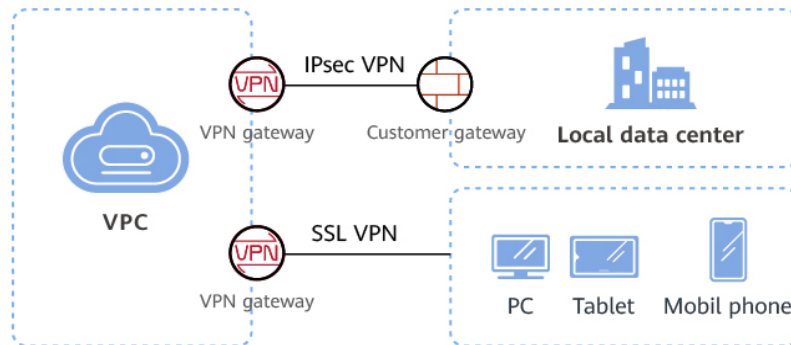 IPsec VPN
VPN
VPN gateway
Customer gateway
Local data center
VPC
SSL VPN
VPN
VPN gateway
PC
Tablet
Mobil phone